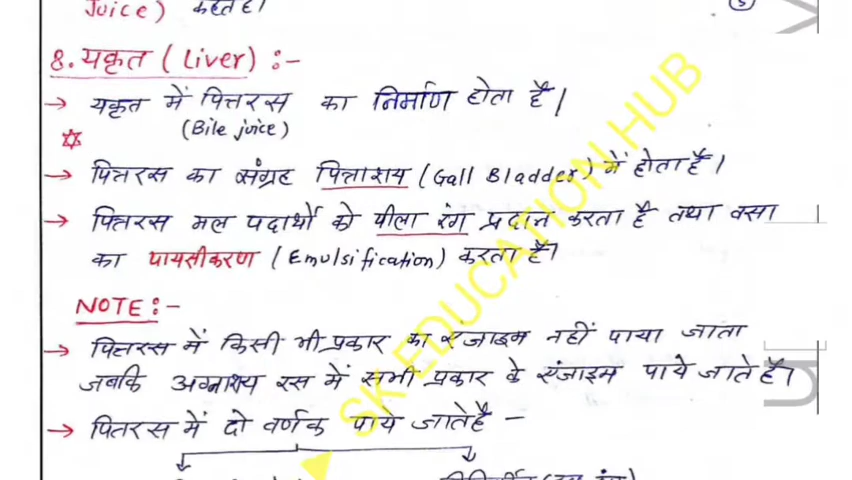 Juice) कहते हैं।
5
8. यकृत (Liver) :-
→ यकृत में पित्तरस का निर्माण होता है।
(Bile juice)
→ पित्तरस का संग्रह पित्ताशय (Gall Bladder) में होता है।
→ पित्तरस मल पदार्थो को पीला रंग प्रदान करता है तथा वसा
का पायसीकरण (Emulsification) करता है।
NOTE :-
→ पित्तरस में किसी भी प्रकार का एंजाइम नहीं पाया जाता
जबकि अग्नाशय रस में सभी प्रकार के एंजाइम पाये जाते है।
→ पितरस में दो वर्णक पाये जाते है -
SK EDUCATION HUB